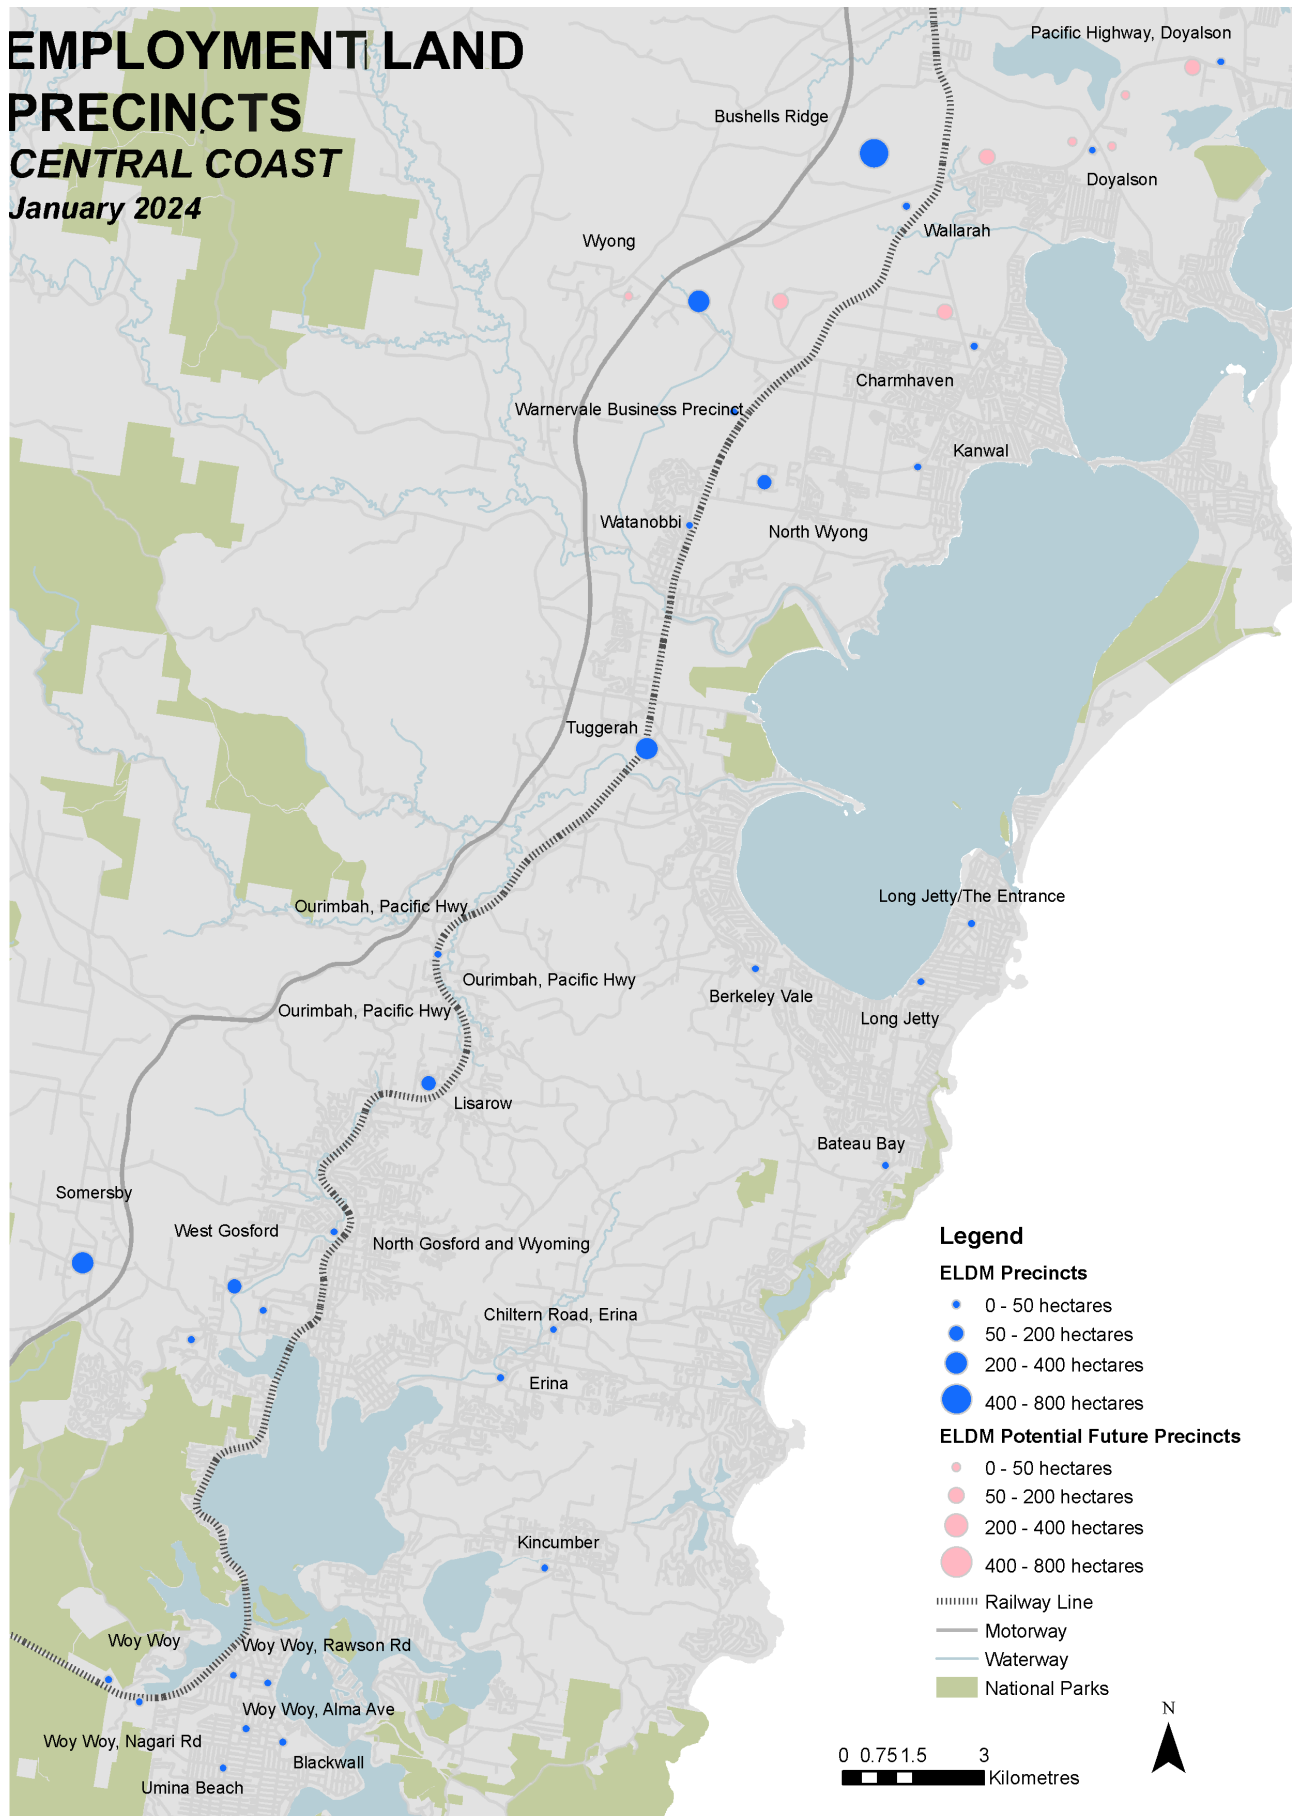 EMPLOYMENT LAND
PRECINCTS
CENTRAL COAST
January 2024
Pacific Highway, Doyalson
Bushells Ridge
Doyalson
Wallarah
Wyong
Charmhaven
Warnervale Business Precinct
Kanwal
Watanobbi
North Wyong
Tuggerah
Long Jetty/The Entrance
Ourimbah, Pacific Hwy
Ourimbah, Pacific Hwy
Berkeley Vale
Ourimbah, Pacific Hwy
Long Jetty
Lisarow
Bateau Bay
Somersby
West Gosford
North Gosford and Wyoming
Chiltern Road, Erina
Erina
Kincumber
Woy Woy
Woy Woy, Rawson Rd
Woy Woy, Alma Ave
Woy Woy, Nagari Rd
Blackwall
Umina Beach
Legend
ELDM Precincts
0 - 50 hectares
50 - 200 hectares
200 - 400 hectares
400 - 800 hectares
ELDM Potential Future Precincts
0 - 50 hectares
50 - 200 hectares
200 - 400 hectares
400 - 800 hectares
Railway Line
Motorway
Waterway
National Parks
N
0 0.75 1.5 3
Kilometres